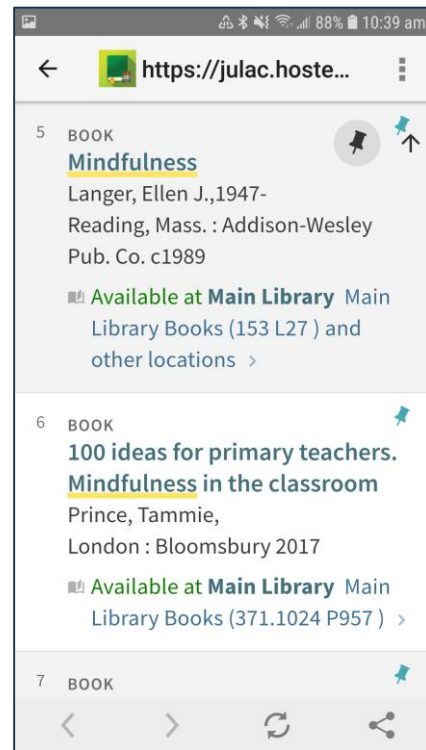 88% 10:39 am
https://julac.hoste...
5 BOOK
Mindfulness
Langer, Ellen J.,1947-
Reading, Mass. : Addison-Wesley
Pub. Co. c1989
Available at Main Library Main
Library Books (153 L27 ) and
other locations >
6 BOOK
100 ideas for primary teachers.
Mindfulness in the classroom
Prince, Tammie,
London : Bloomsbury 2017
Available at Main Library Main
Library Books (371.1024 P957 ) >
7 BOOK